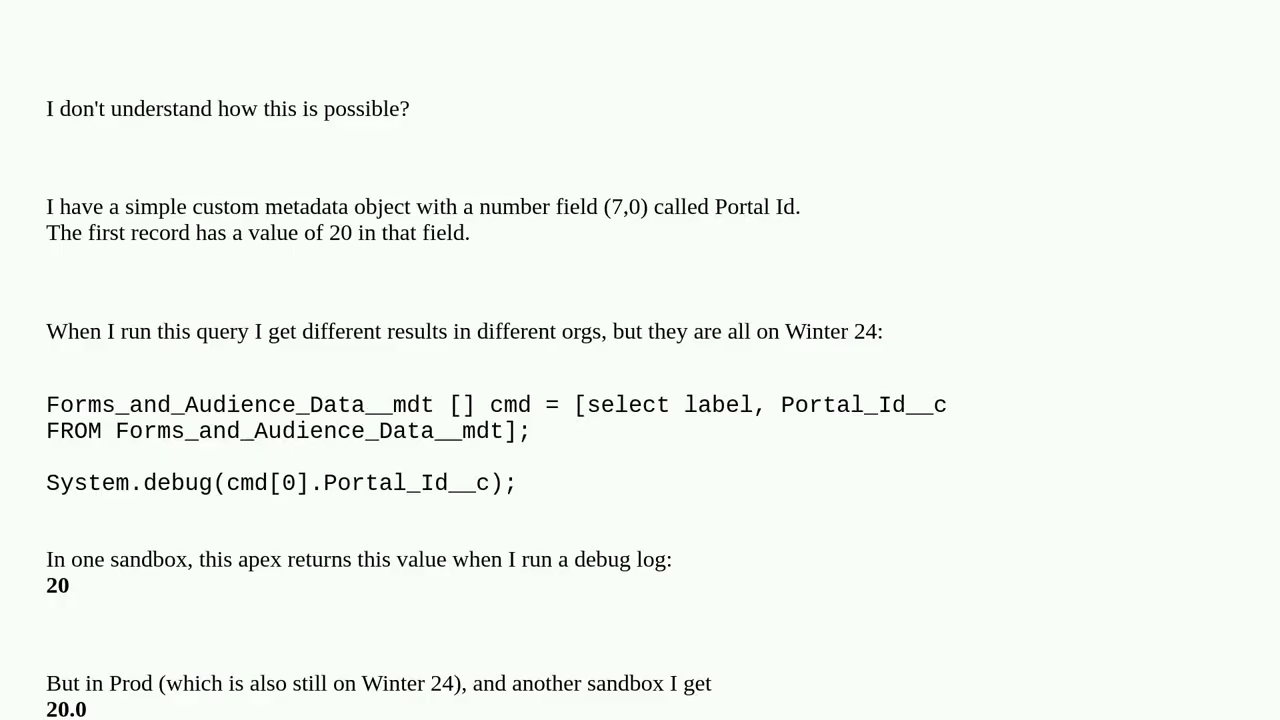 I don't understand how this is possible?
I have a simple custom metadata object with a number field (7,0) called Portal Id.
The first record has a value of 20 in that field.
When I run this query I get different results in different orgs, but they are all on Winter 24:
Forms_and_Audience_Data__mdt [] cmd = [select label, Portal_Id__c
FROM Forms_and_Audience_Data__mdt];
System.debug(cmd[0].Portal_Id__c);
In one sandbox, this apex returns this value when I run a debug log:
20
But in Prod (which is also still on Winter 24), and another sandbox I get
20.0